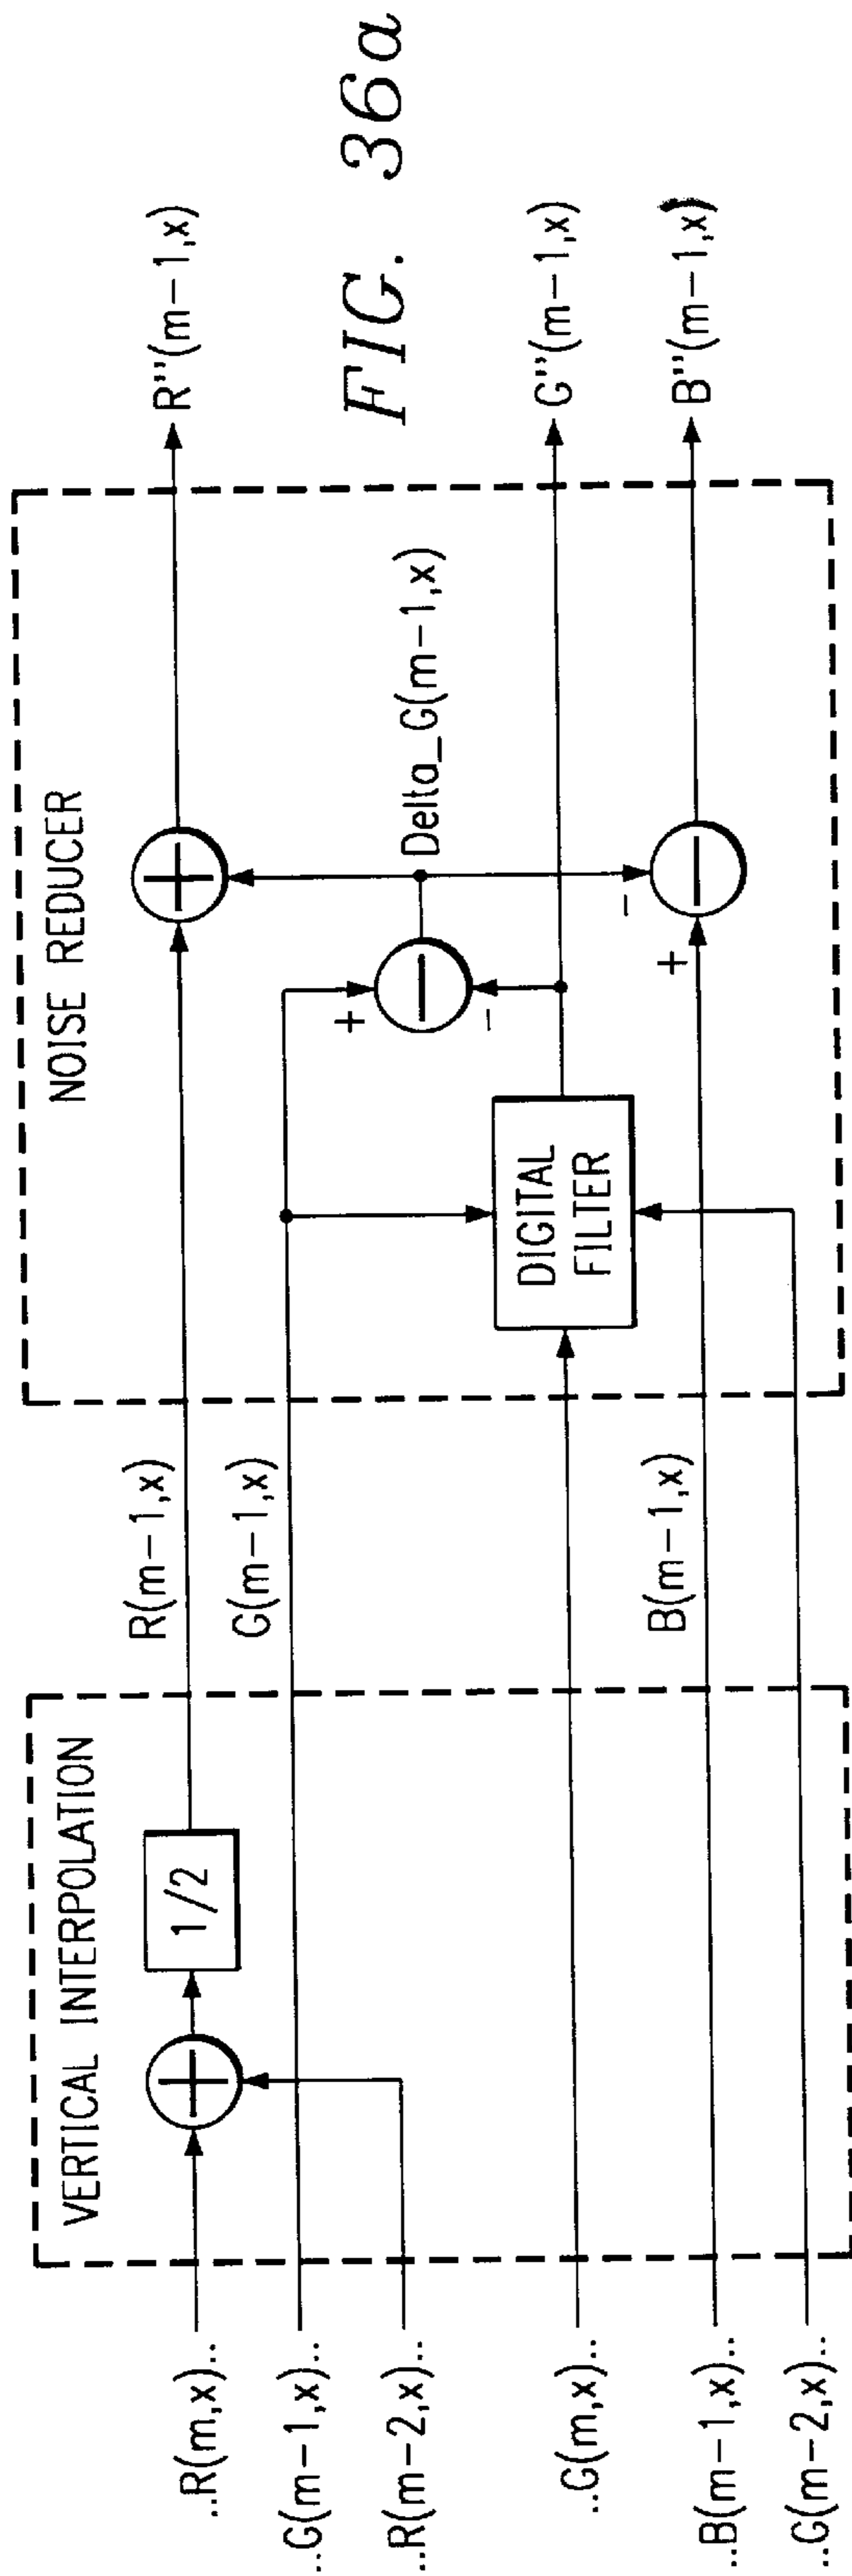 FIG. 36a
VERTICAL INTERPOLATION
NOISE REDUCER
..R(m,x)..
..G(m-1,x)..
..R(m-2,x)..
..G(m,x)..
..B(m-1,x)..
..G(m-2,x)..
+
1/2
R(m-1,x)
G(m-1,x)
B(m-1,x)
DIGITAL
FILTER
+
-
−
Delta_G(m-1,x)
+
+
-
−
R"(m-1,x)
G"(m-1,x)
B"(m-1,x)